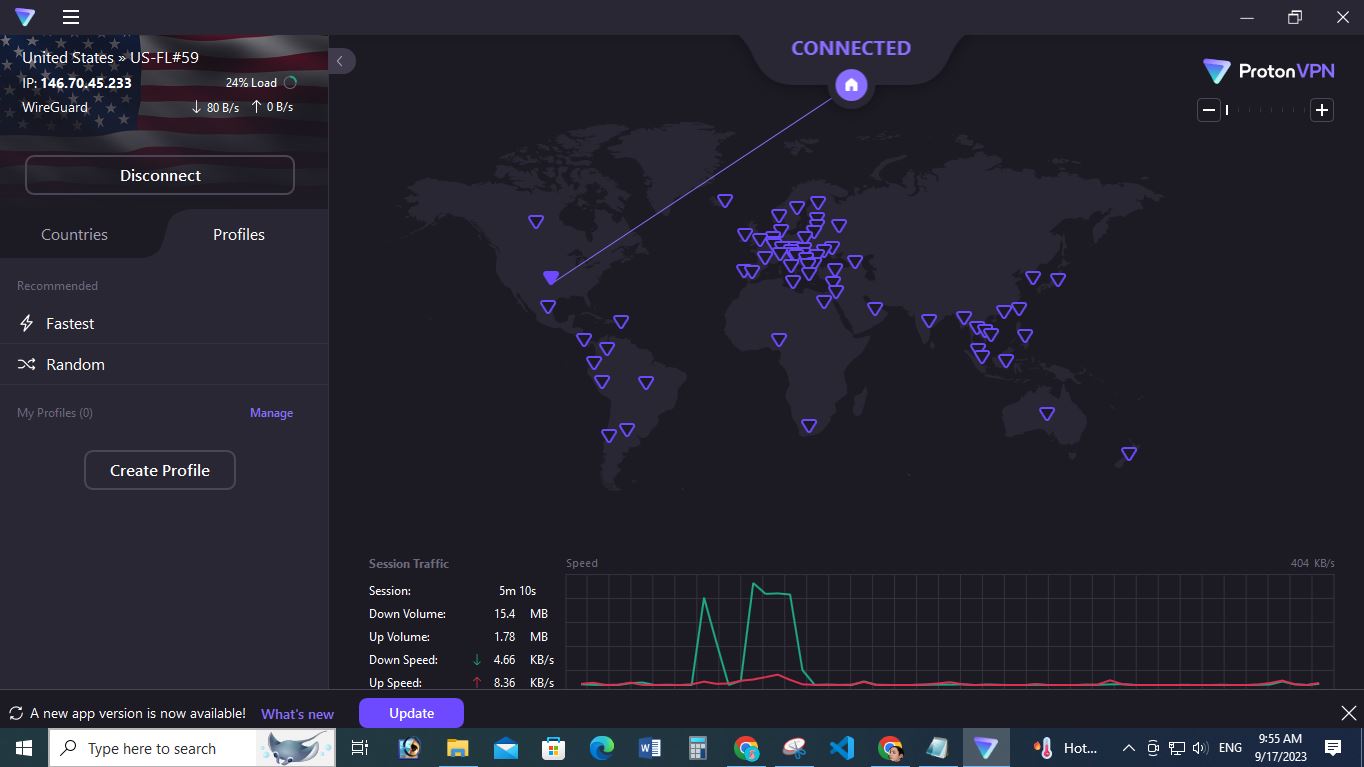 United States » US-FL#59
IP: 146.70.45.233
24% Load
WireGuard
↓ 80 B/s
↑ 0 B/s
Disconnect
Countries
Profiles
Recommended
Fastest
Random
My Profiles (0)
Manage
Create Profile
CONNECTED
ProtonVPN
Session Traffic
Session: 5m 10s
Down Volume: 15.4 MB
Up Volume: 1.78 MB
Down Speed: ↓ 4.66 KB/s
Up Speed: ↑ 8.36 KB/s
Speed
404 KB/s
A new app version is now available!
What's new
Update
Type here to search
Hot...
ENG
9:55 AM
9/17/2023